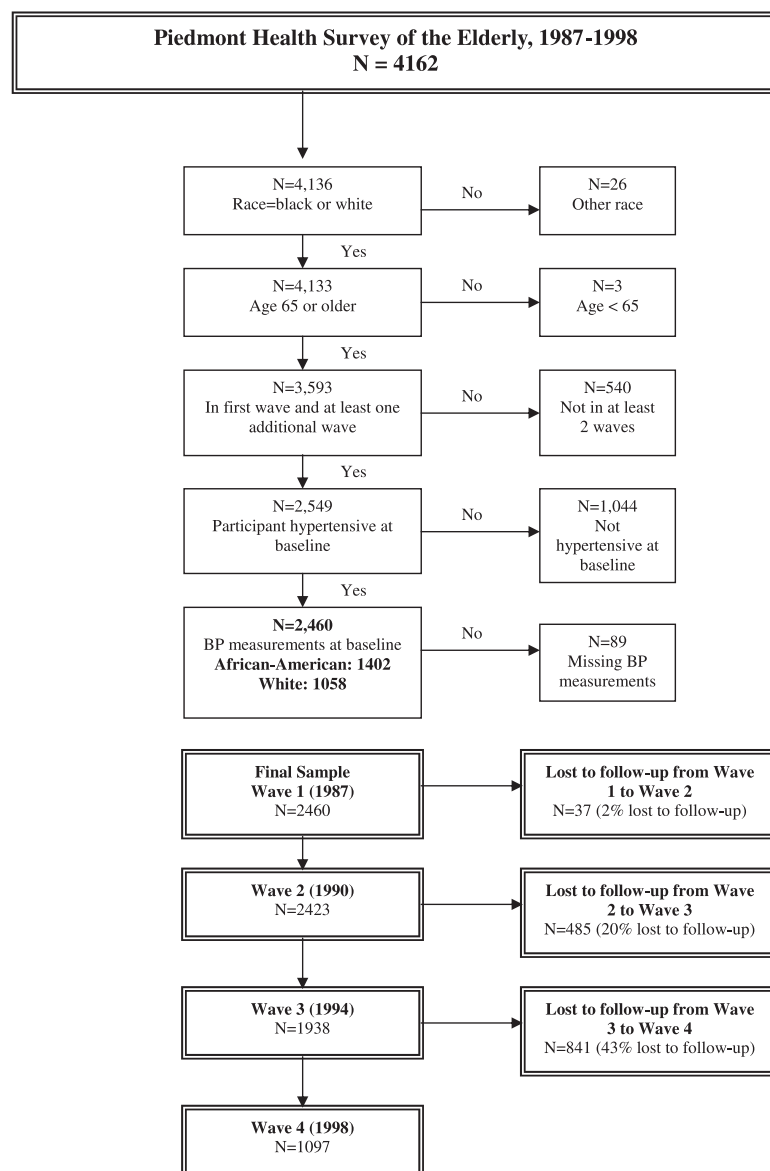 Piedmont Health Survey of the Elderly, 1987-1998
N = 4162
N=4,136
Race=black or white
No
N=26
Other race
Yes
N=4,133
Age 65 or older
No
N=3
Age < 65
Yes
N=3,593
In first wave and at least one
additional wave
No
N=540
Not in at least
2 waves
Yes
N=2,549
Participant hypertensive at
baseline
No
N=1,044
Not
hypertensive at
baseline
Yes
N=2,460
BP measurements at baseline
African-American: 1402
White: 1058
No
N=89
Missing BP
measurements
Final Sample
Wave 1 (1987)
N=2460
Lost to follow-up from Wave
1 to Wave 2
N=37 (2% lost to follow-up)
Wave 2 (1990)
N=2423
Lost to follow-up from Wave
2 to Wave 3
N=485 (20% lost to follow-up)
Wave 3 (1994)
N=1938
Lost to follow-up from Wave
3 to Wave 4
N=841 (43% lost to follow-up)
Wave 4 (1998)
N=1097